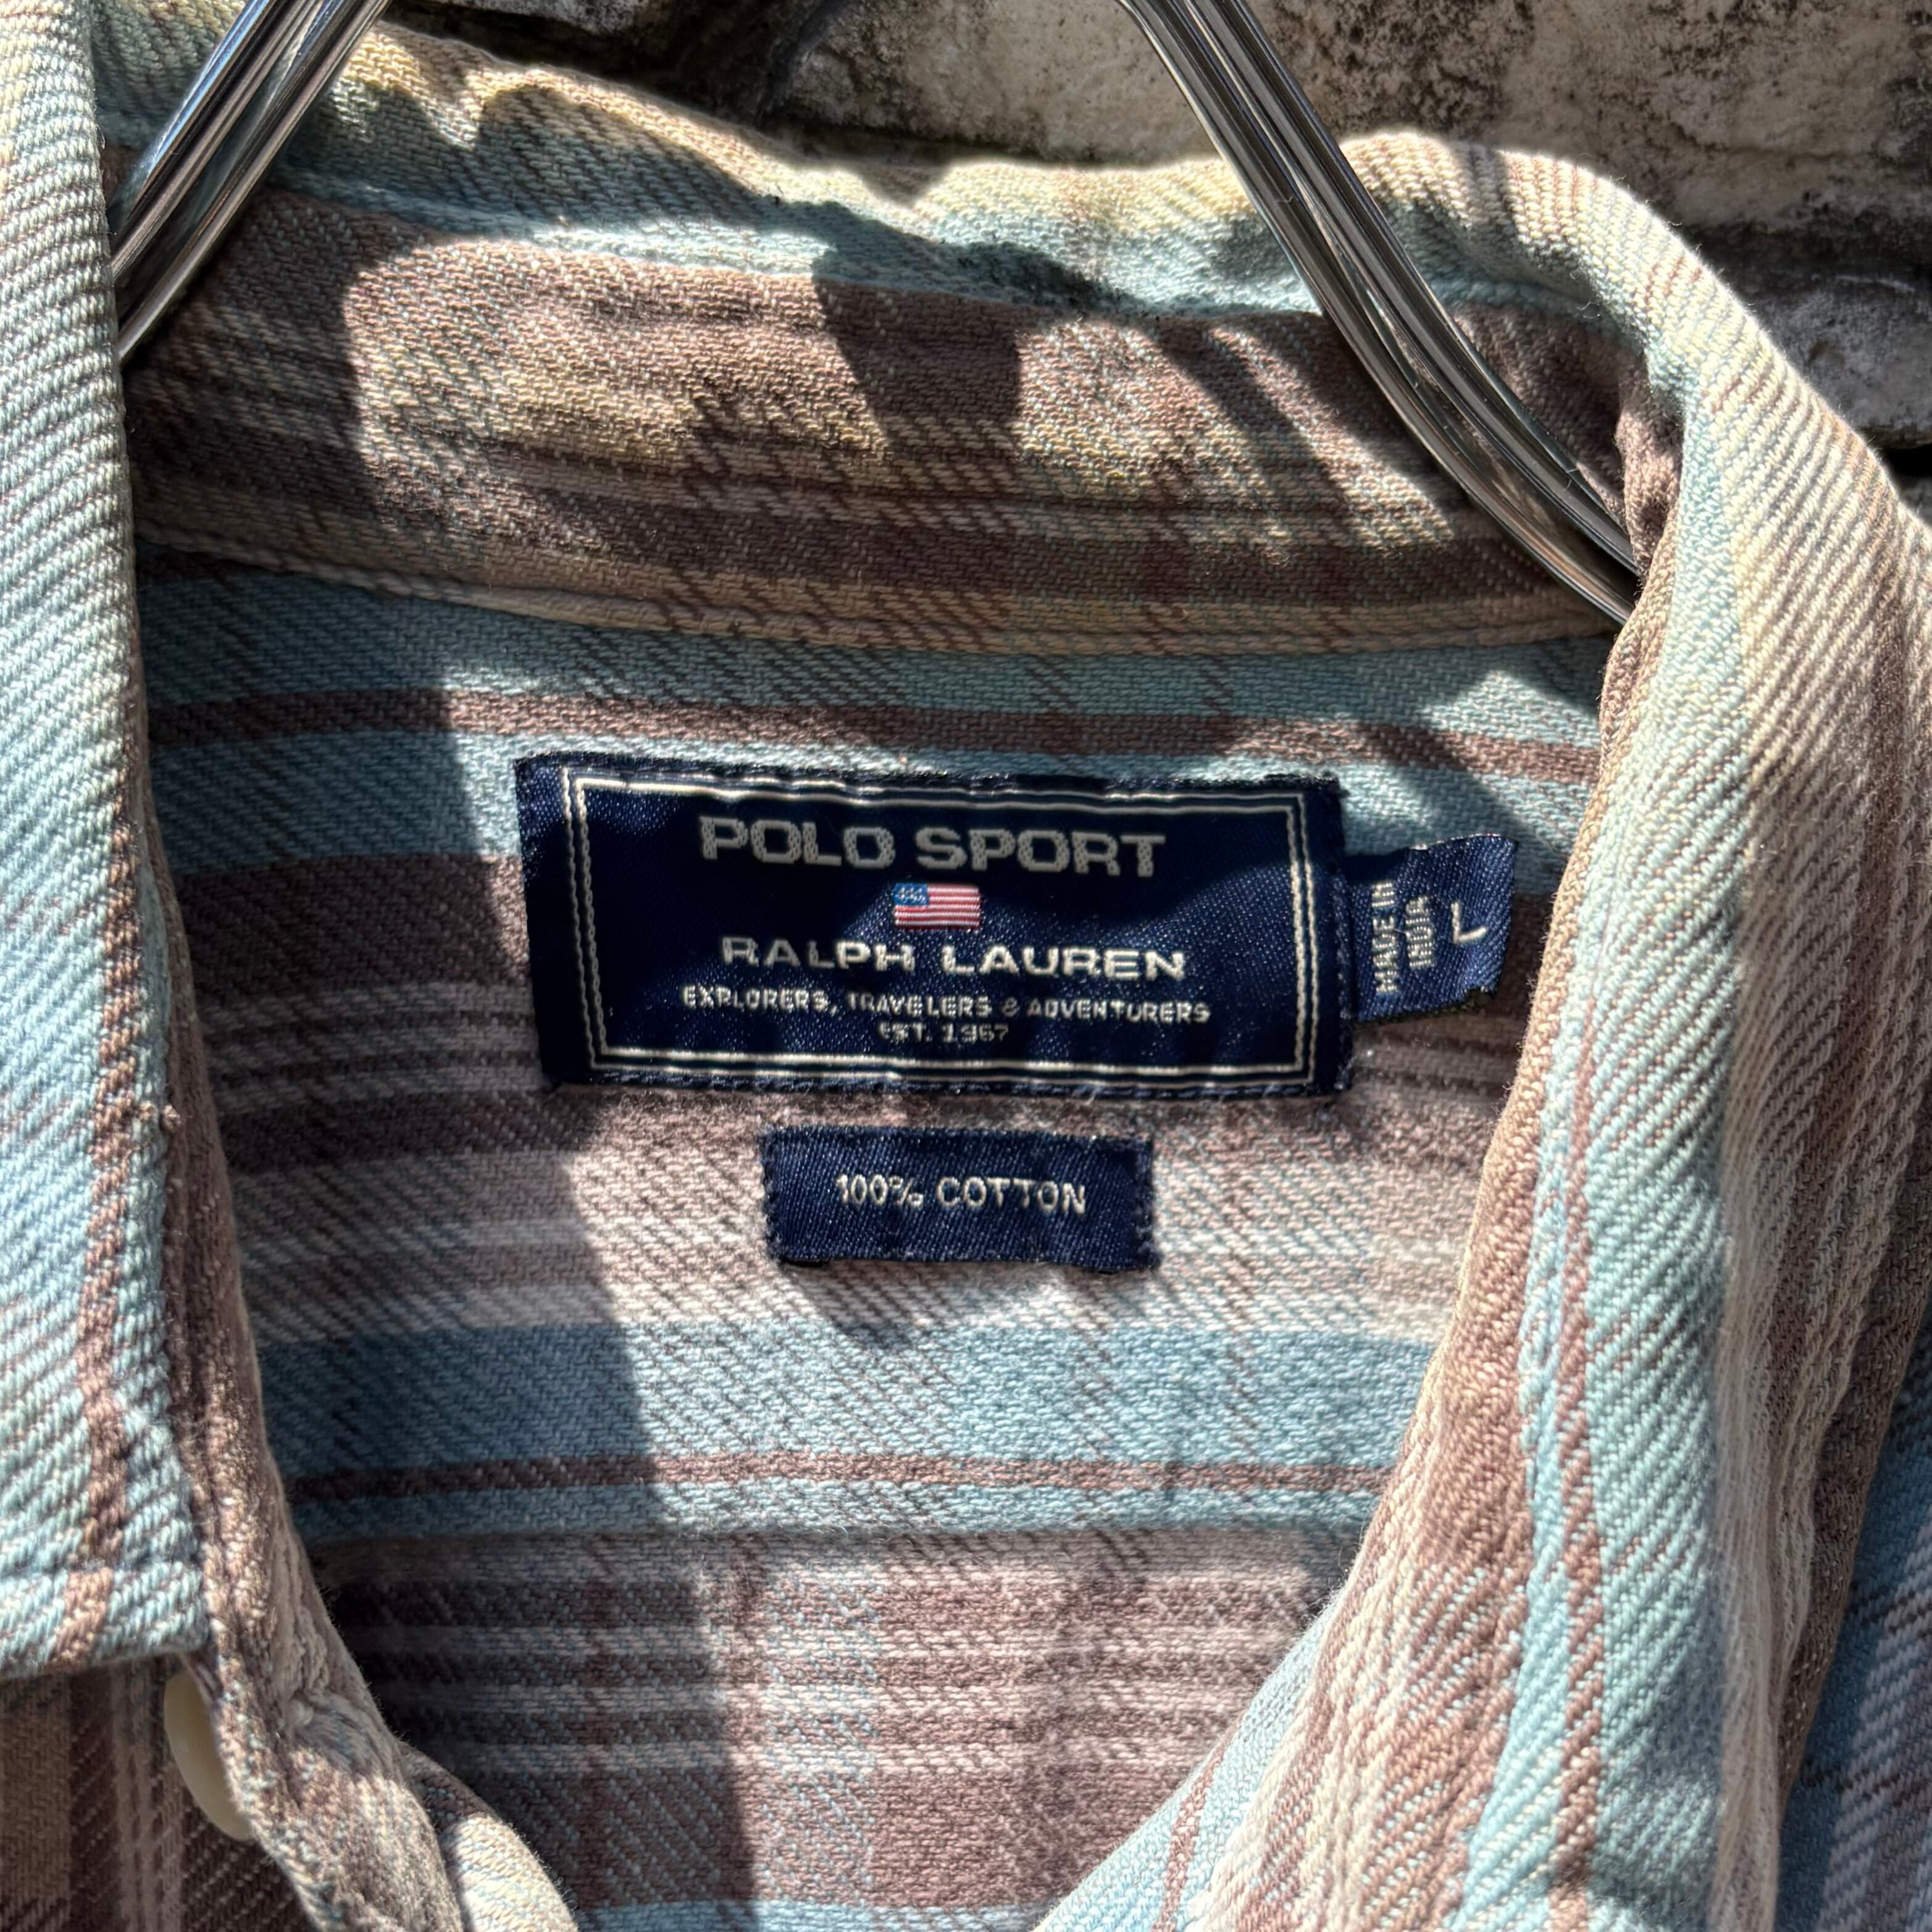 POLO SPORT
RALPH LAUREN
EXPLORERS, TRAVELERS & ADVENTURERS
EST. 1967
MADE IN
INDIA
L
100% COTTON